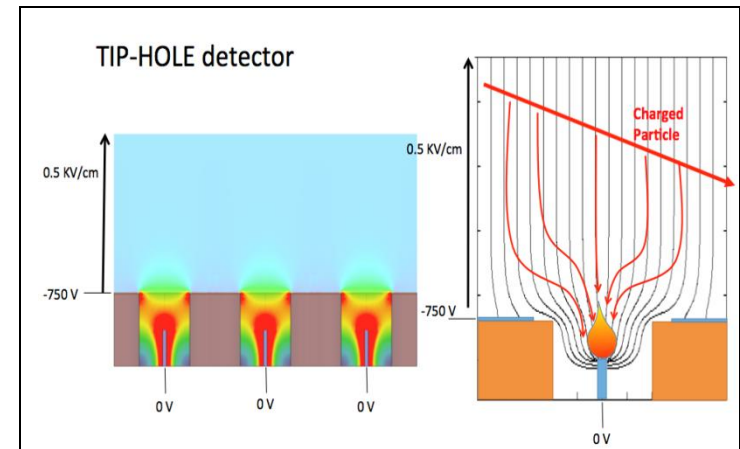 TIP-HOLE detector
0.5 KV/cm
-750 V
0 V
0 V
0 V
Charged
Particle
0.5 KV/cm
-750 V
0 V